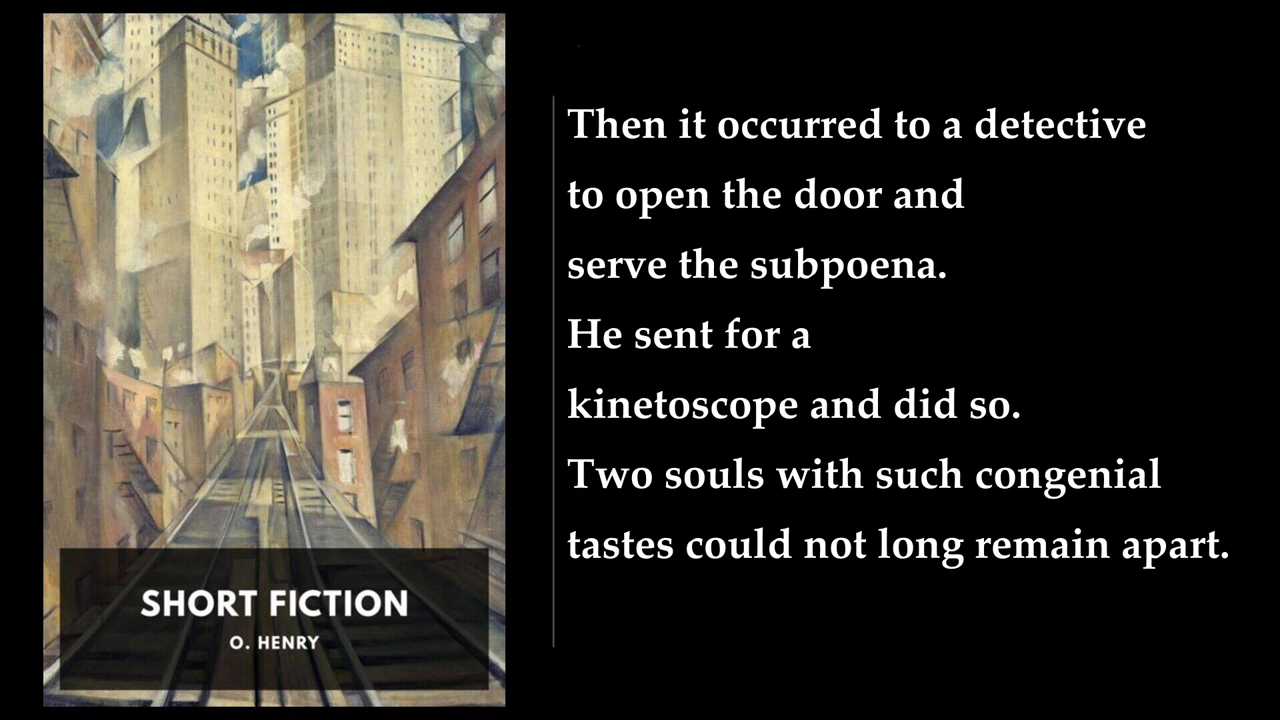 Then it occurred to a detective
to open the door and
serve the subpoena.
He sent for a
kinetoscope and did so.
Two souls with such congenial
tastes could not long remain apart.
SHORT FICTION
O. HENRY